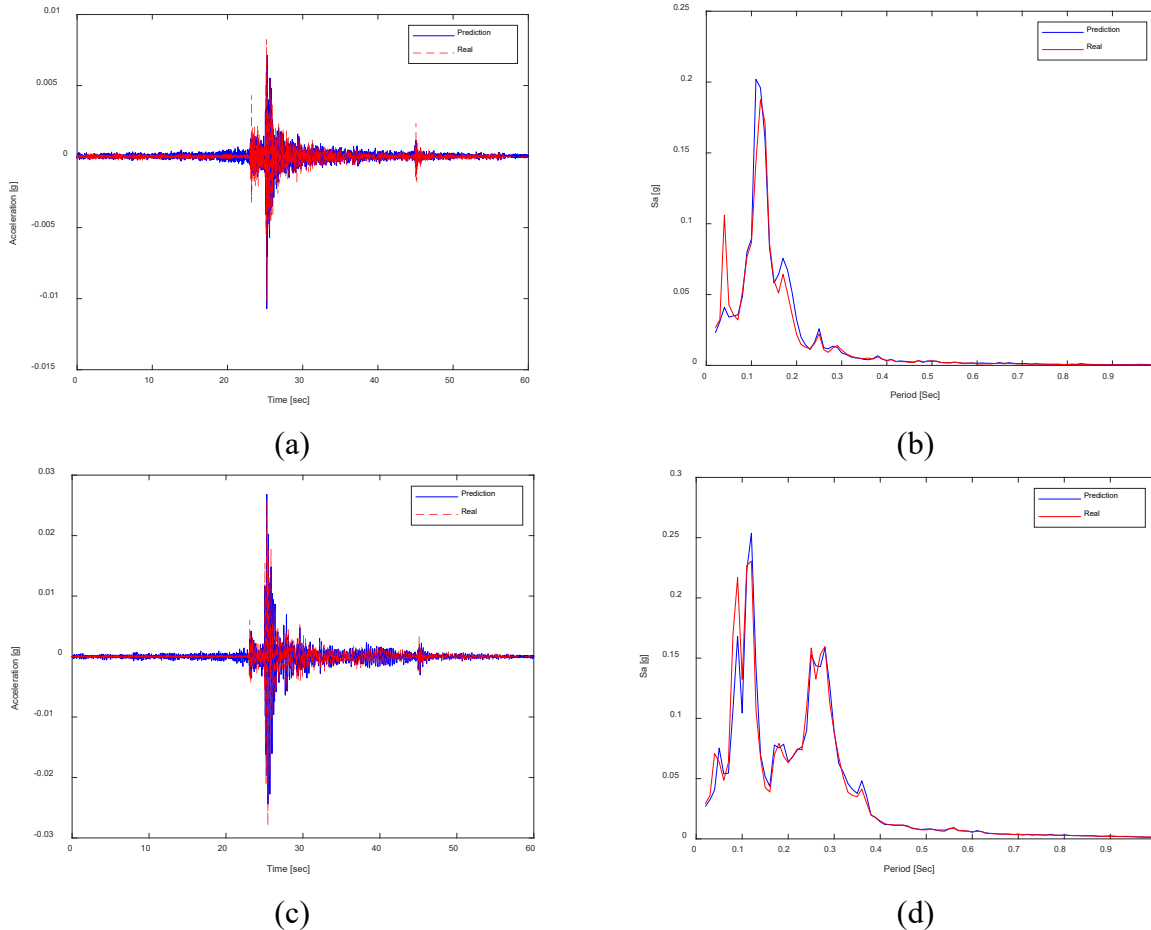 0.01
0.005
0
-0.005
-0.01
-0.015
0 10 20 30 40 50 60
Acceleration [g]
Time [sec]
Prediction
Real
(a)
0.25
0.2
0.15
0.1
0.05
0
0 0.1 0.2 0.3 0.4 0.5 0.6 0.7 0.8 0.9
Sa [g]
Period [Sec]
Prediction
Real
(b)
0.03
0.02
0.01
0
-0.01
-0.02
-0.03
0 10 20 30 40 50 60
Acceleration [g]
Time [sec]
Prediction
Real
(c)
0.3
0.25
0.2
0.15
0.1
0.05
0
0 0.1 0.2 0.3 0.4 0.5 0.6 0.7 0.8 0.9
Sa [g]
Period [Sec]
Prediction
Real
(d)